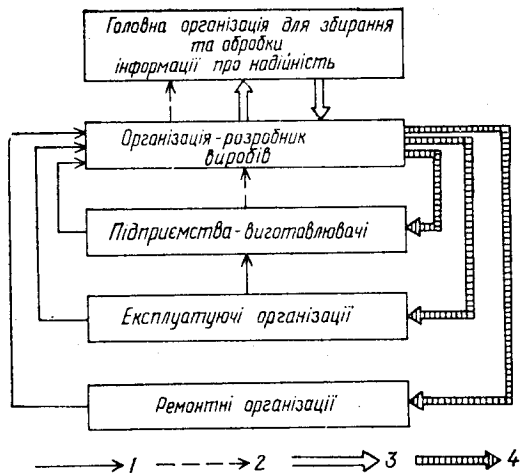 Головна організація для збирання
та обробки
інформації про надійність
Організація-розробник
виробів
Підприємства-виготовлювачі
Експлуатуючі організації
Ремонтні організації
1 2 3 4